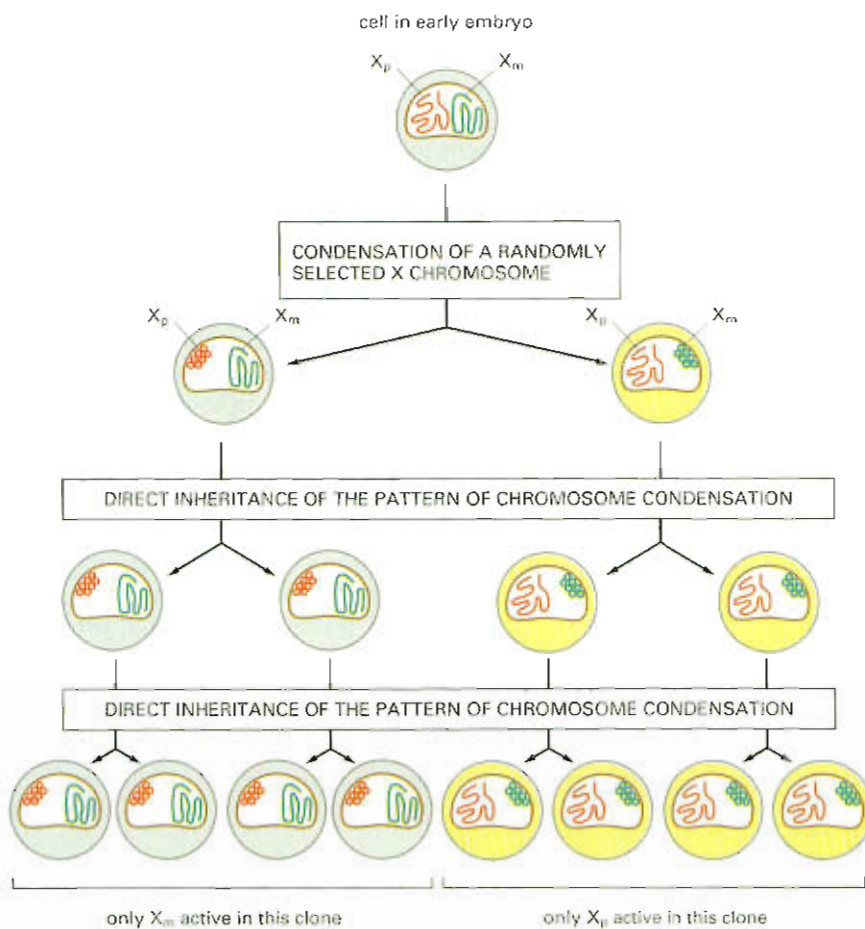 cell in early embryo
Xp Xm
CONDENSATION OF A RANDOMLY
SELECTED X CHROMOSOME
Xp Xm Xp Xm
DIRECT INHERITANCE OF THE PATTERN OF CHROMOSOME CONDENSATION
DIRECT INHERITANCE OF THE PATTERN OF CHROMOSOME CONDENSATION
only Xm active in this clone only Xp active in this clone